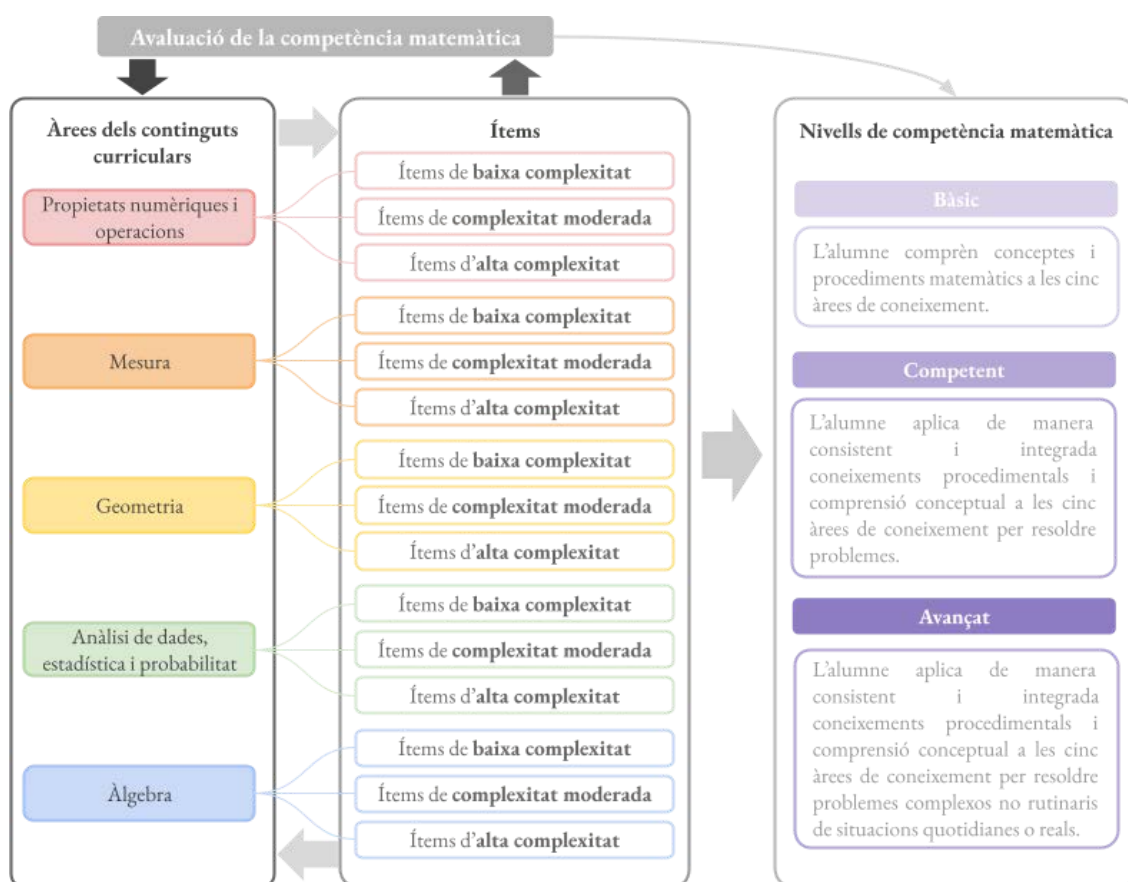 Avaluació de la competència matemàtica
Àrees dels continguts
curriculars
Propietats numèriques i
operacions
Mesura
Geometria
Anàlisi de dades,
estadística i probabilitat
Àlgebra
Ítems
Ítems de baixa complexitat
Ítems de complexitat moderada
Ítems d'alta complexitat
Ítems de baixa complexitat
Ítems de complexitat moderada
Ítems d'alta complexitat
Ítems de baixa complexitat
Ítems de complexitat moderada
Ítems d'alta complexitat
Ítems de baixa complexitat
Ítems de complexitat moderada
Ítems d'alta complexitat
Ítems de baixa complexitat
Ítems de complexitat moderada
Ítems d'alta complexitat
Nivells de competència matemàtica
Bàsic
L'alumne comprèn conceptes i
procediments matemàtics a les cinc
àrees de coneixement.
Competent
L'alumne aplica de manera
consistent i integrada
coneixements procedimentals i
comprensió conceptual a les cinc
àrees de coneixement per resoldre
problemes.
Avançat
L'alumne aplica de manera
consistent i integrada
coneixements procedimentals i
comprensió conceptual a les cinc
àrees de coneixement per resoldre
problemes complexos no rutinaris
de situacions quotidianes o reals.